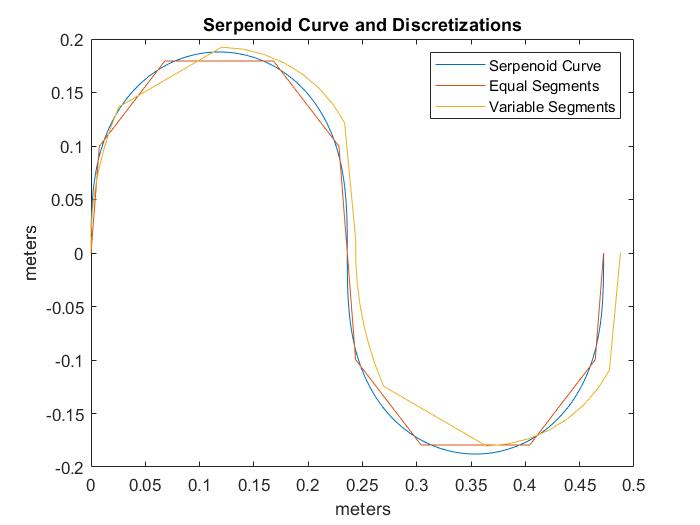 Serpenoid Curve and Discretizations
Serpenoid Curve
Equal Segments
Variable Segments
meters
0.2
0.15
0.1
0.05
0
-0.05
-0.1
-0.15
-0.2
0 0.05 0.1 0.15 0.2 0.25 0.3 0.35 0.4 0.45 0.5
meters